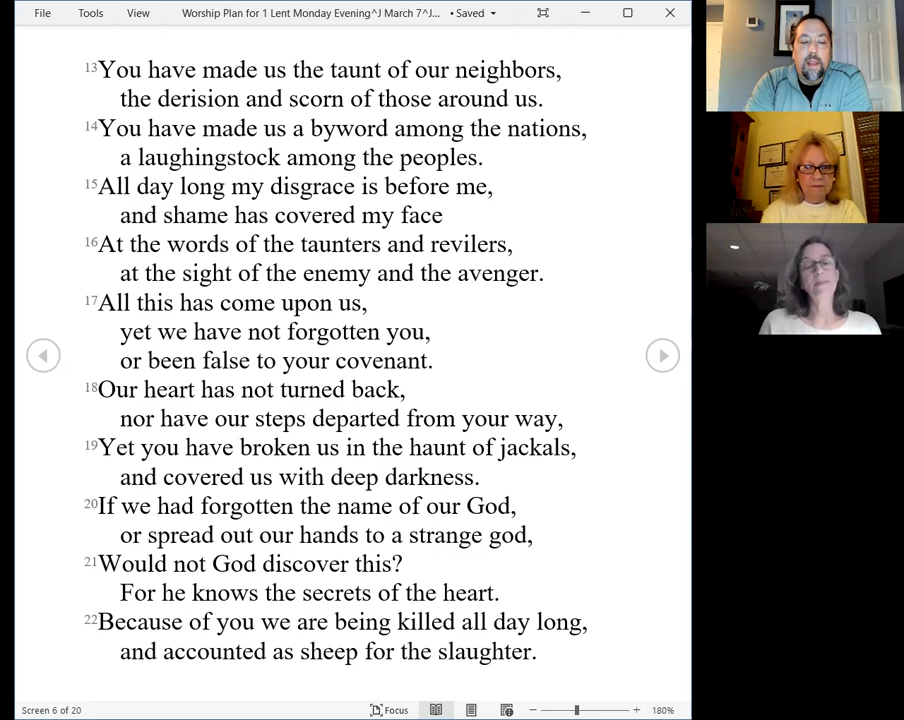 File Tools View Worship Plan for 1 Lent Monday Evening^J March 7^J... • Saved
13You have made us the taunt of our neighbors,
the derision and scorn of those around us.
14You have made us a byword among the nations,
a laughingstock among the peoples.
15All day long my disgrace is before me,
and shame has covered my face
16At the words of the taunters and revilers,
at the sight of the enemy and the avenger.
17All this has come upon us,
yet we have not forgotten you,
or been false to your covenant.
18Our heart has not turned back,
nor have our steps departed from your way,
19Yet you have broken us in the haunt of jackals,
and covered us with deep darkness.
20If we had forgotten the name of our God,
or spread out our hands to a strange god,
21Would not God discover this?
For he knows the secrets of the heart.
22Because of you we are being killed all day long,
and accounted as sheep for the slaughter.
Screen 6 of 20 Focus 180%